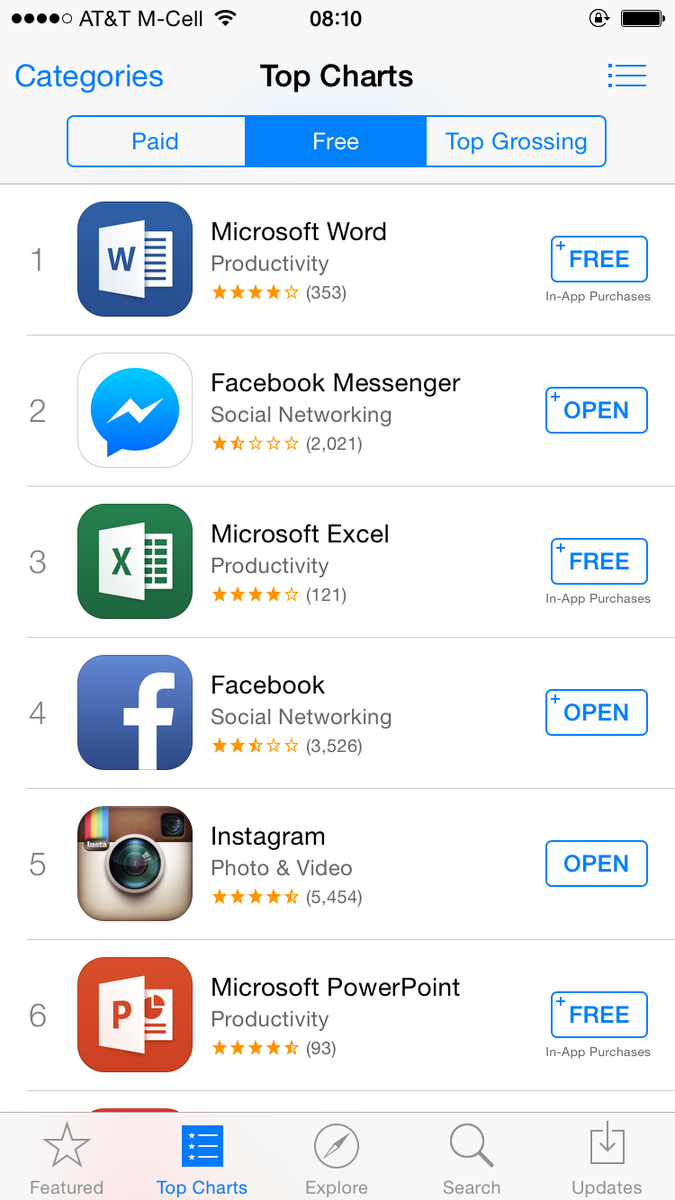 AT&T M-Cell 08:10
Categories Top Charts
Paid Free Top Grossing
1
W
Microsoft Word
Productivity
(353)
+ FREE
In-App Purchases
2
Facebook Messenger
Social Networking
(2,021)
+ OPEN
3
X
Microsoft Excel
Productivity
(121)
+ FREE
In-App Purchases
4
f
Facebook
Social Networking
(3,526)
+ OPEN
5
Insta
Instagram
Photo & Video
(5,454)
OPEN
6
P
Microsoft PowerPoint
Productivity
(93)
+ FREE
In-App Purchases
Featured Top Charts Explore Search Updates